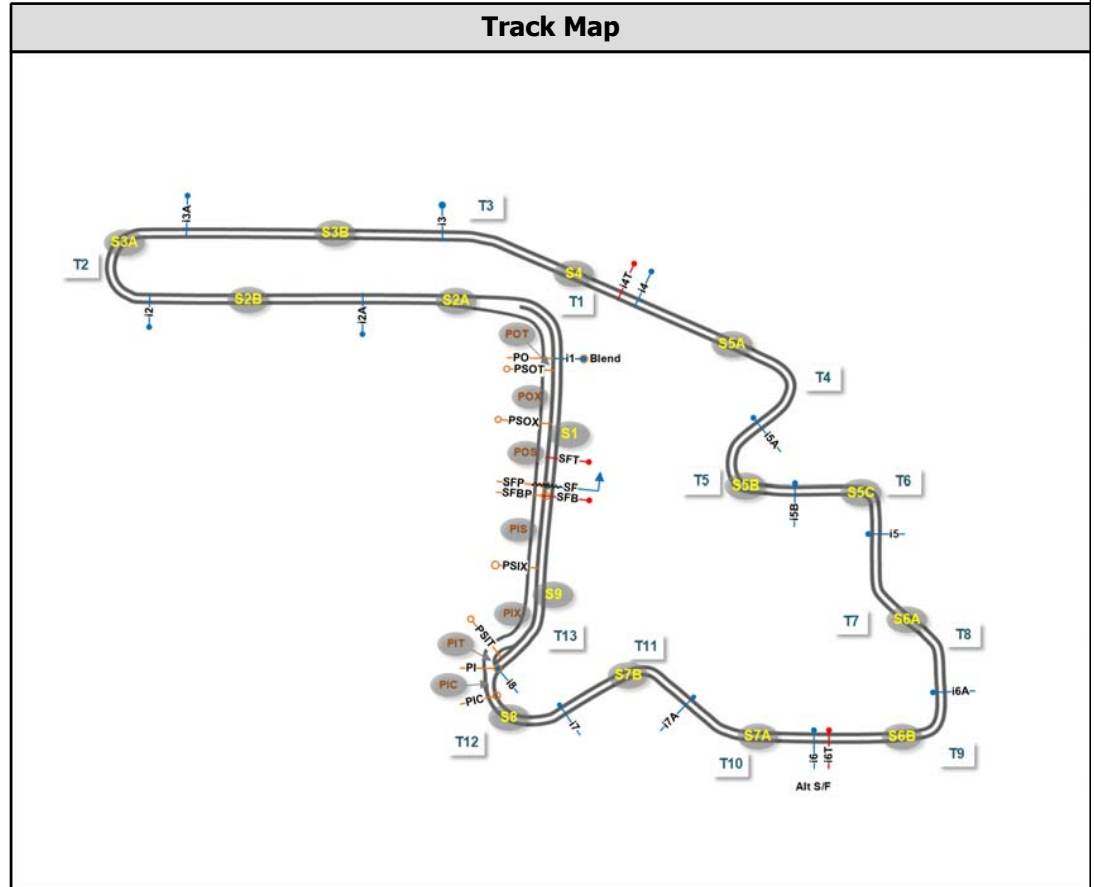 Track Map
i3A
i3
T3
S3A
S3B
T2
S4
i4T
i4
T1
i2
S2B
i2A
S2A
S5A
POT
PO
i1
Blend
PSOT
T4
POX
PSOX
S1
i5A
POS
SFT
SFP
SF
SFBP
SFB
T5
S5B
i5B
S5C
T6
PIS
i5
PSIX
S9
PIX
T7
S6A
T8
PSIT
T13
PIT
T11
PI
S7B
i8
PIC
PIC
i6A
S8
i7
i7A
T12
S7A
i6
i6T
S6B
T10
T9
Alt S/F